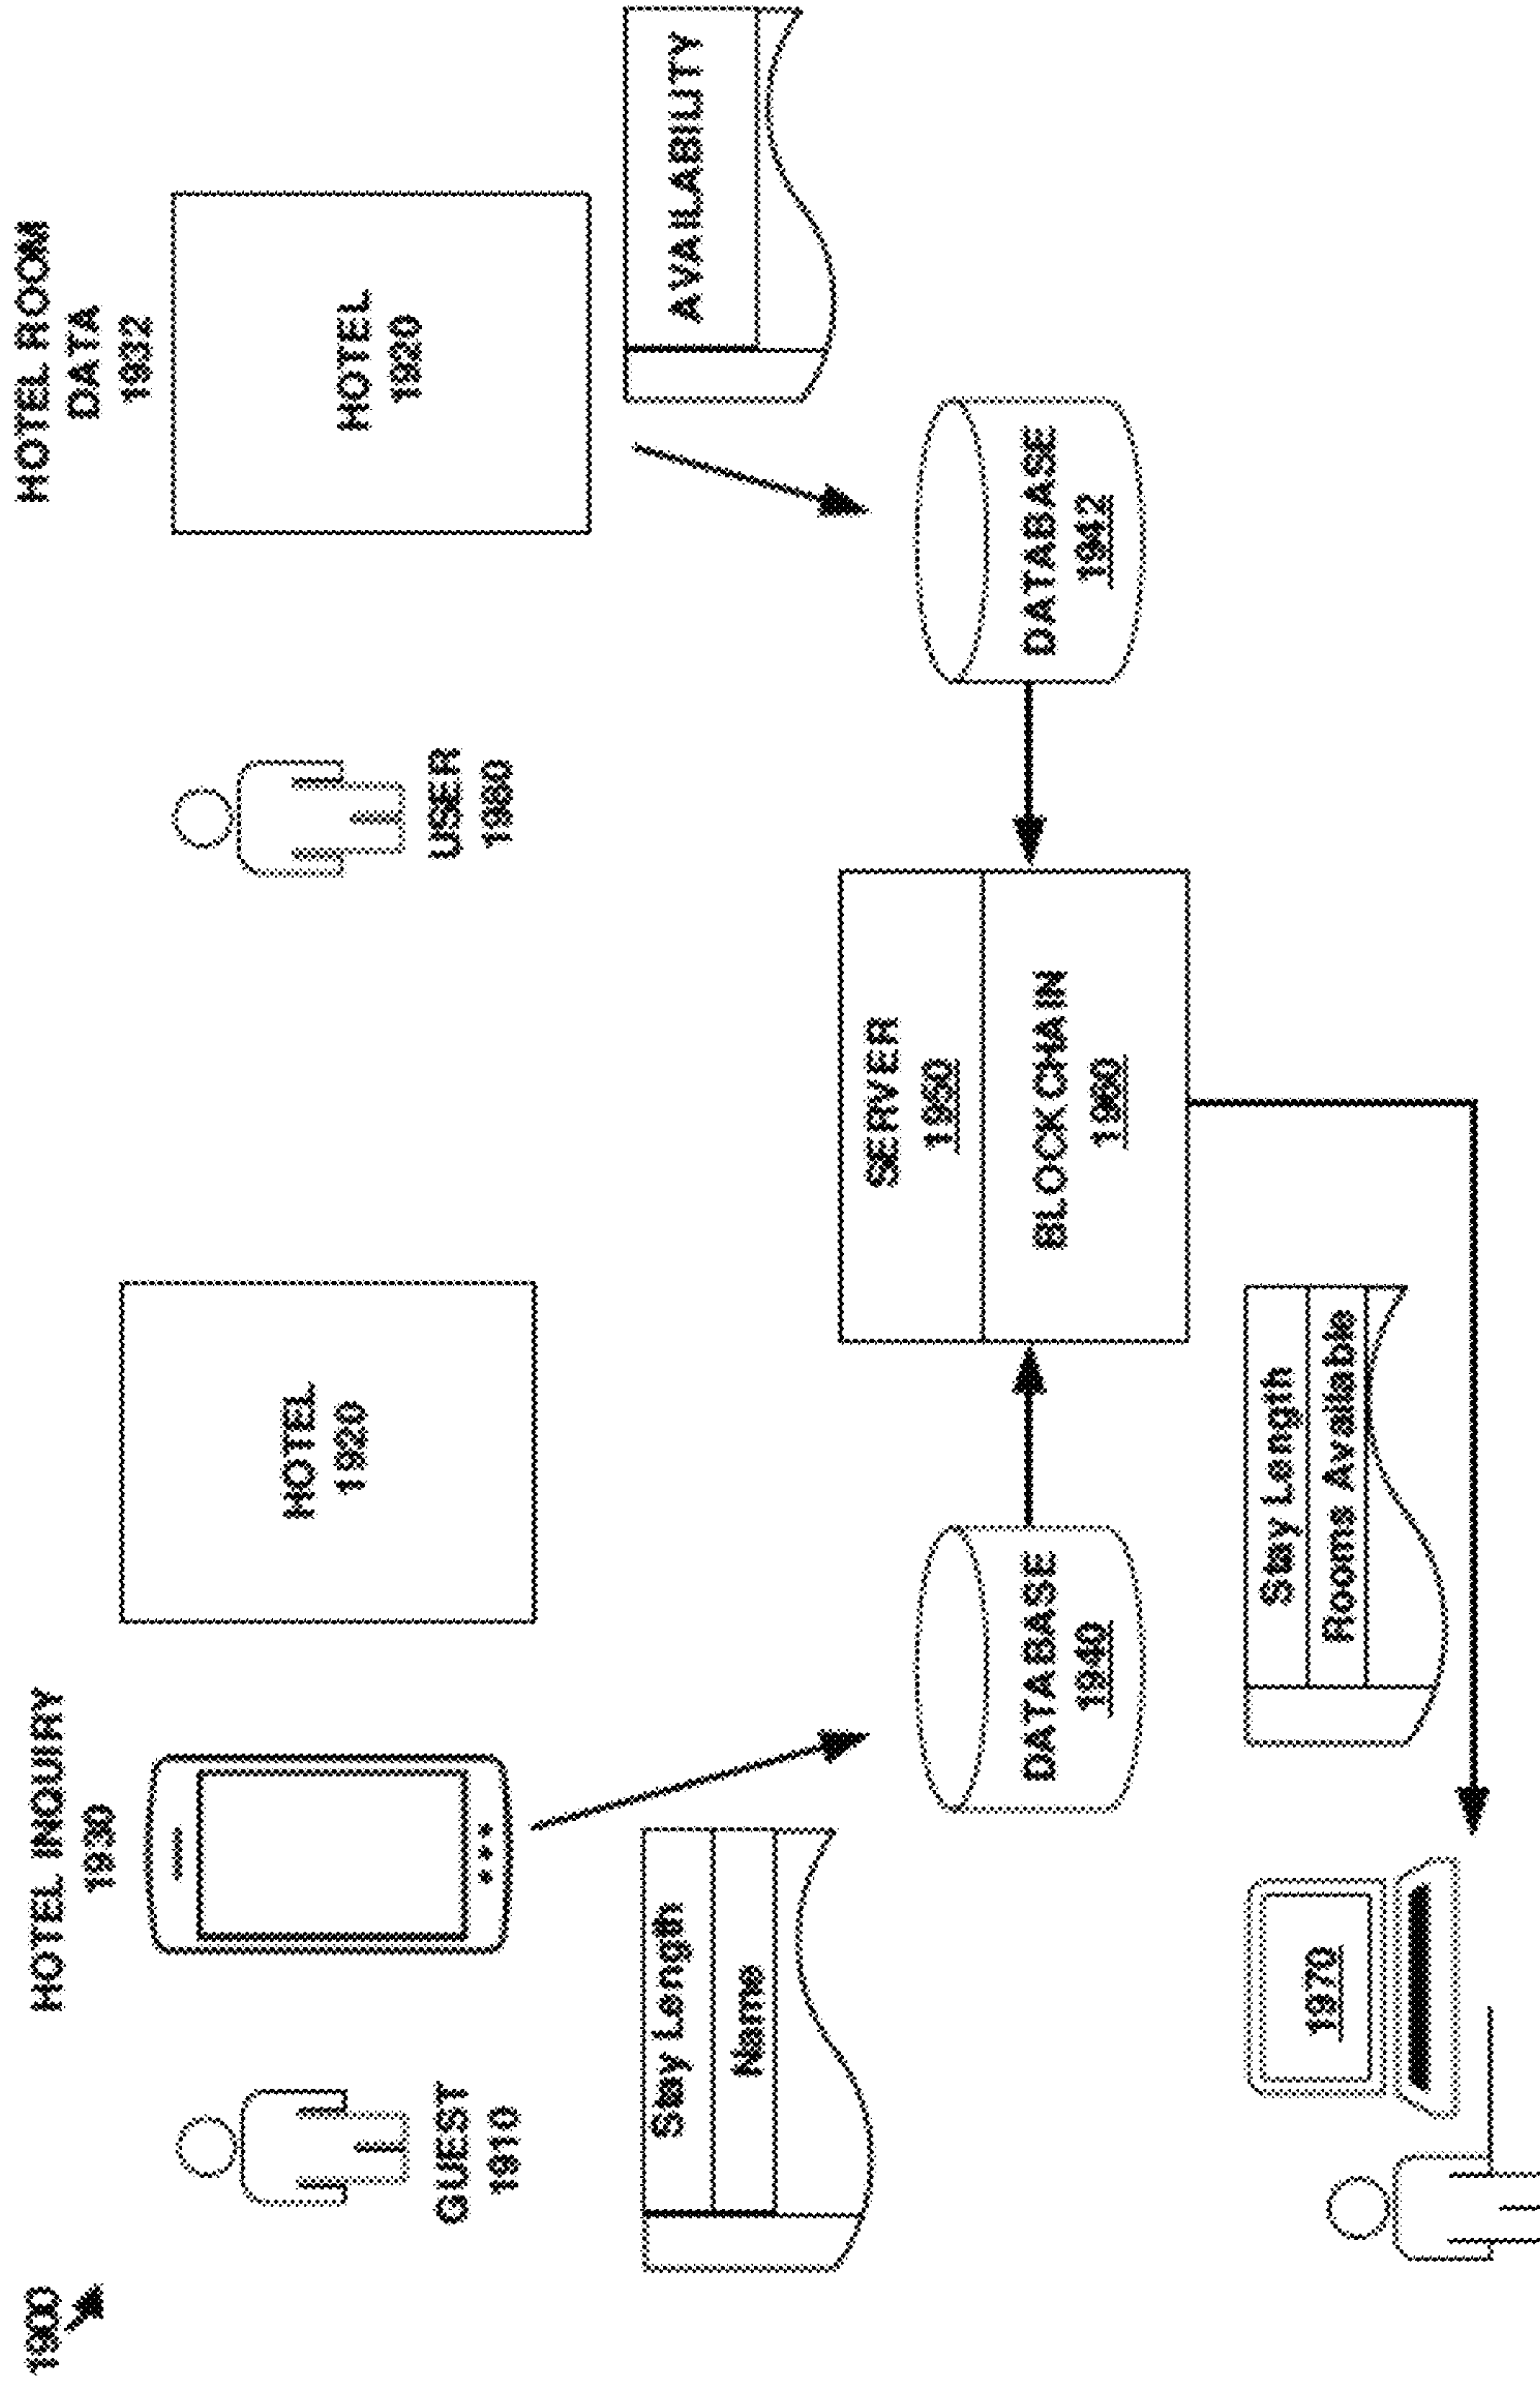 1900
HOTEL INQUIRY
1930
HOTEL ROOM
DATA
1932
GUEST
1910
HOTEL
1920
USER
1980
HOTEL
1920
Stay Length
Name
AVAILABILITY
DATABASE
1940
SERVER
1950
BLOCKCHAIN
1960
DATABASE
1942
1970
Stay Length
Rooms Available